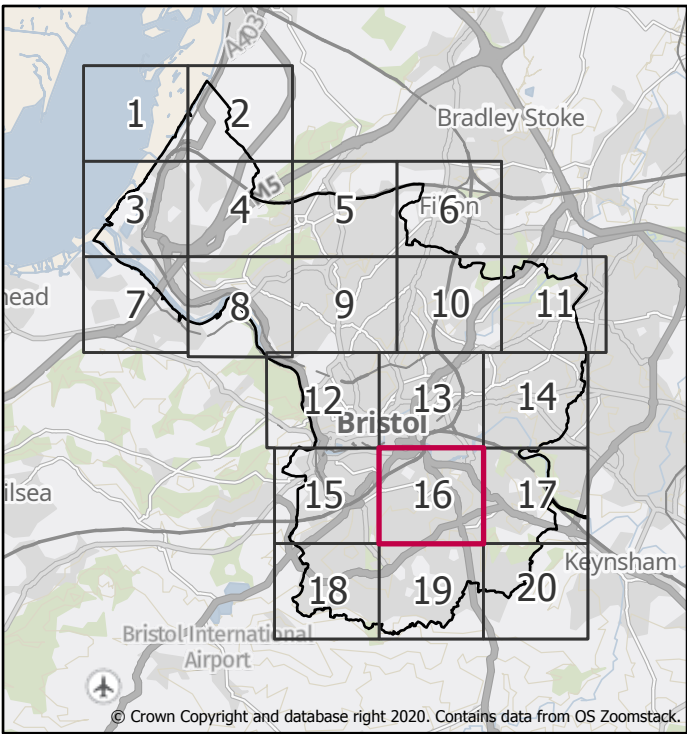 A403
1
2
Bradley Stoke
M5
3
4
5
Filton
6
ead
7
8
9
10
11
12
13
14
Bristol
ilsea
15
16
17
Keynsham
18
19
20
Bristol International
Airport
© Crown Copyright and database right 2020. Contains data from OS Zoomstack.